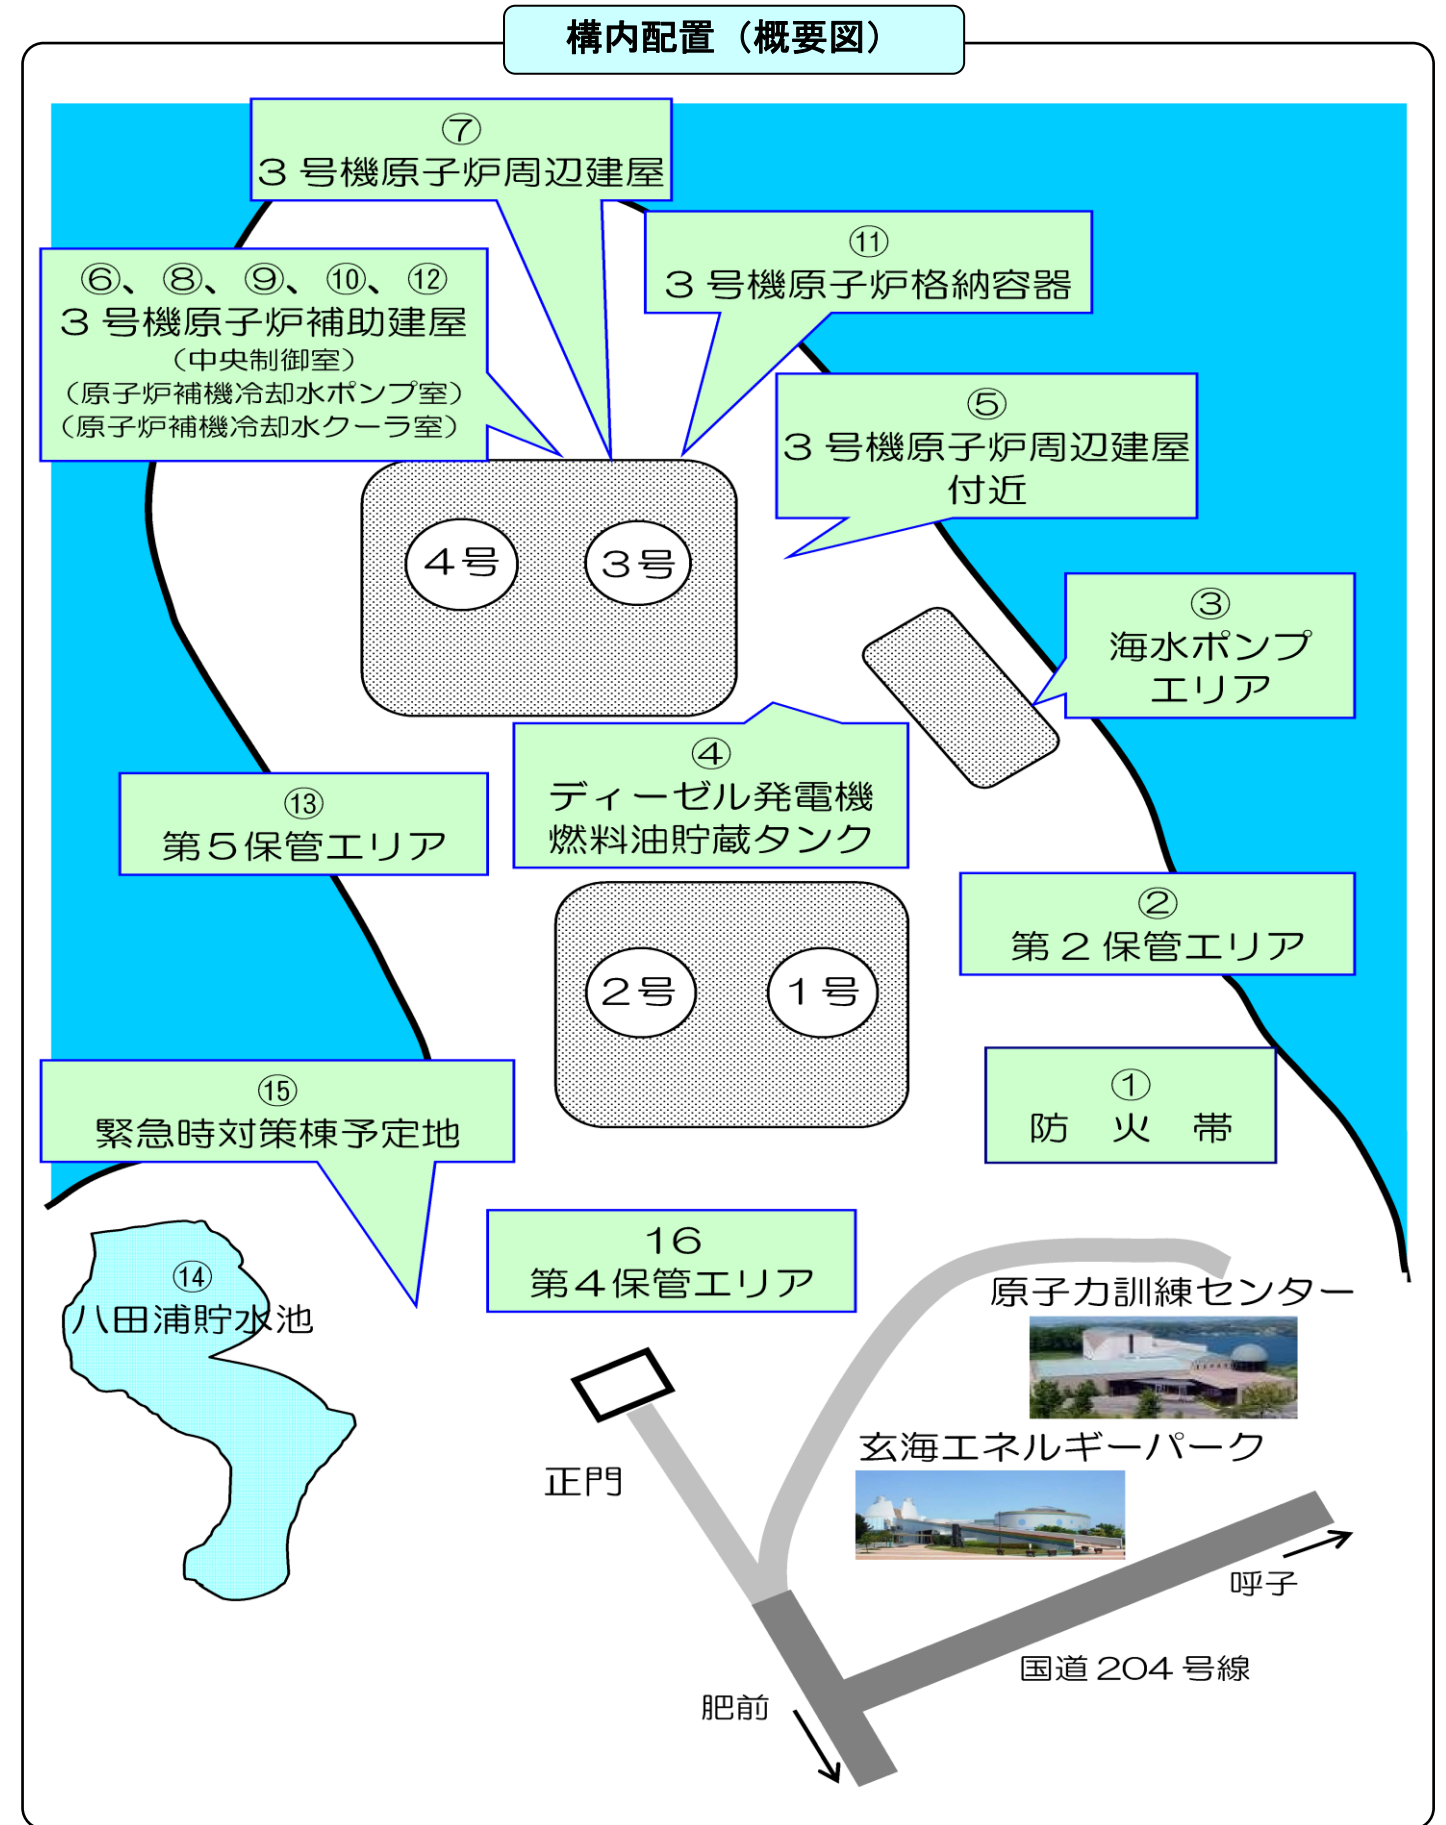 構内配置（概要図）
⑦
３号機原子炉周辺建屋
⑪
３号機原子炉格納容器
⑥、⑧、⑨、⑩、⑫
３号機原子炉補助建屋
（中央制御室）
（原子炉補機冷却水ポンプ室）
（原子炉補機冷却水クーラ室）
⑤
３号機原子炉周辺建屋
付近
４号
３号
③
海水ポンプ
エリア
④
ディーゼル発電機
燃料油貯蔵タンク
⑬
第５保管エリア
②
第２保管エリア
２号
１号
①
防　火　帯
⑮
緊急時対策棟予定地
16
第４保管エリア
⑭
八田浦貯水池
原子力訓練センター
玄海エネルギーパーク
正門
呼子
国道204号線
肥前